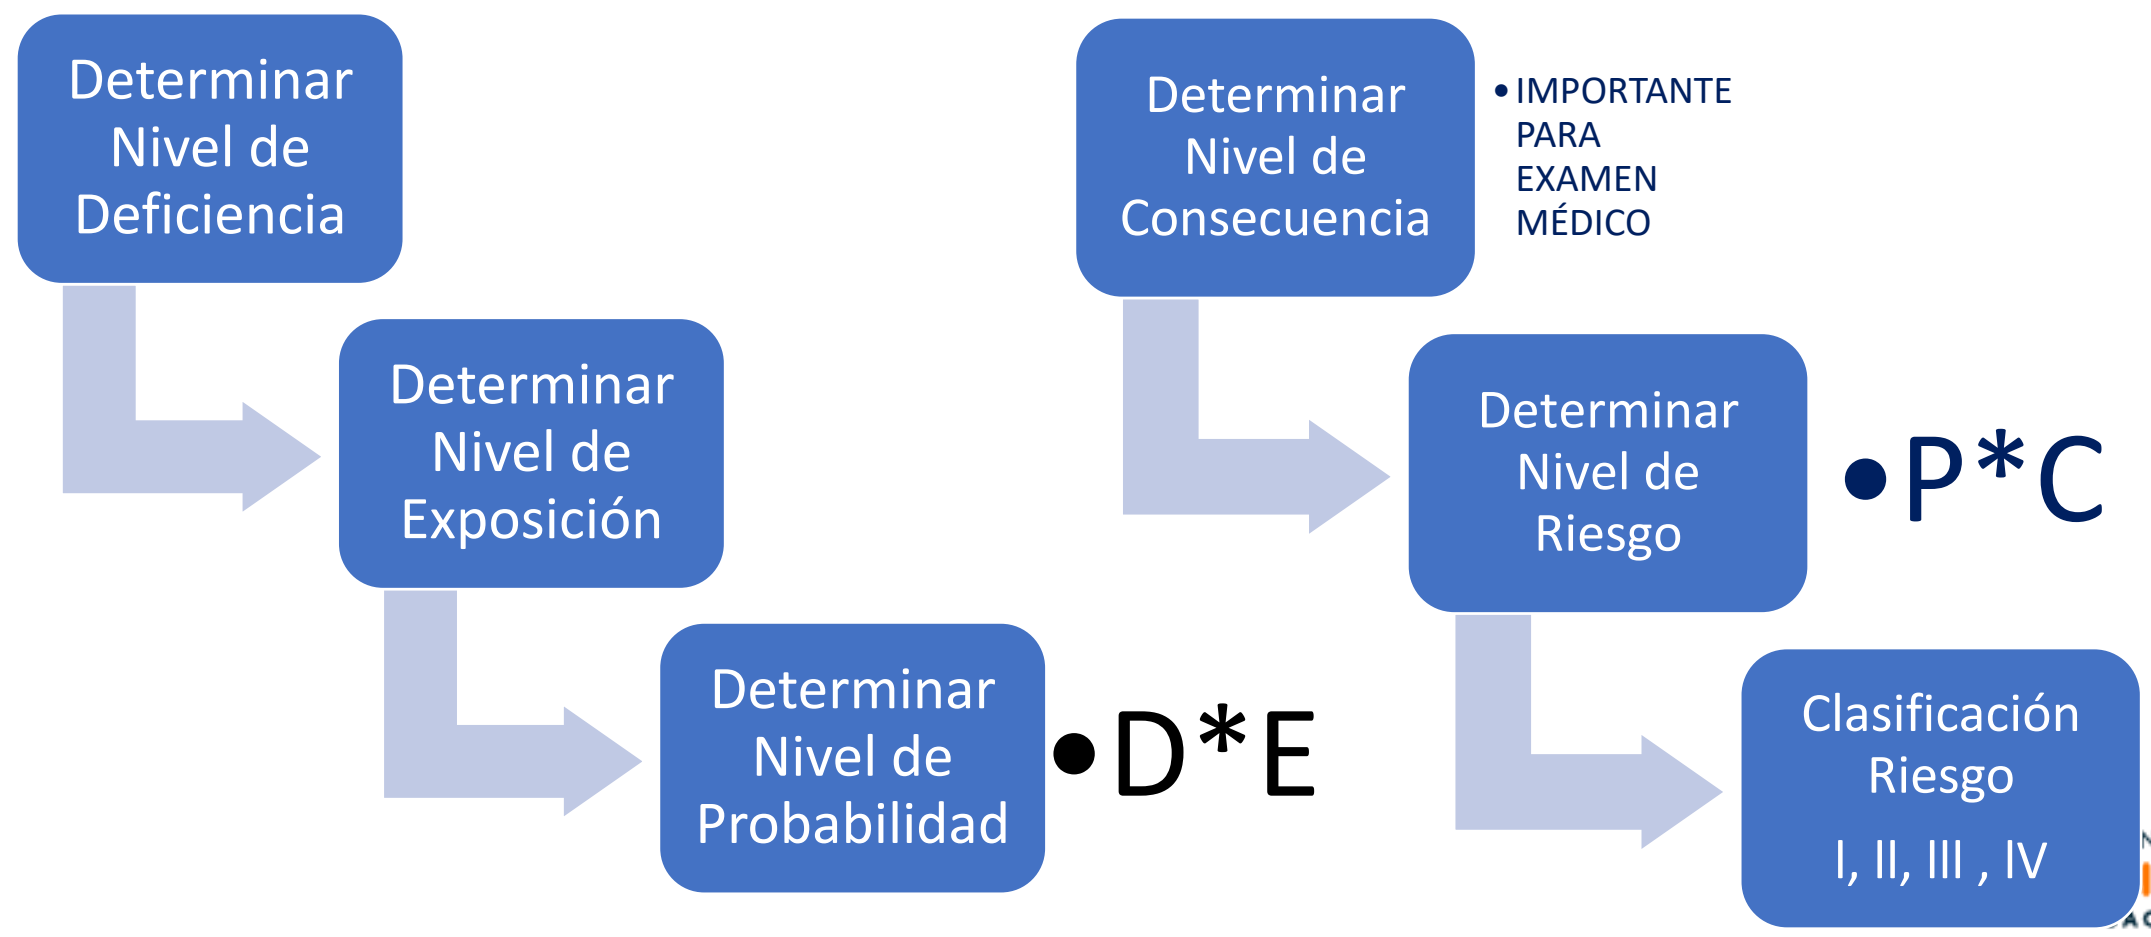 Determinar
Nivel de
Deficiencia
Determinar
Nivel de
Exposición
Determinar
Nivel de
Probabilidad
•D*E
Determinar
Nivel de
Consecuencia
•IMPORTANTE
PARA
EXAMEN
MÉDICO
Determinar
Nivel de
Riesgo
•P*C
Clasificación
Riesgo
I, II, III , IV